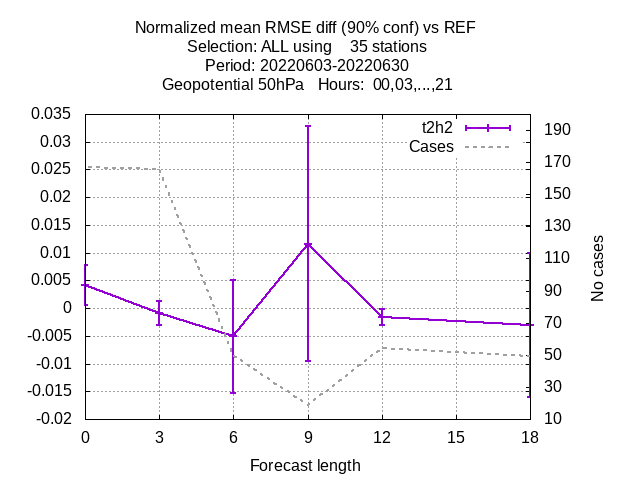 Normalized mean RMSE diff (90% conf) vs REF
Selection: ALL using    35 stations
Period: 20220603-20220630
Geopotential 50hPa   Hours:  00,03,...,21
0.035
0.03
0.025
0.02
0.015
0.01
0.005
0
-0.005
-0.01
-0.015
-0.02
t2h2
Cases
190
170
150
130
110
90
70
50
30
10
No cases
0 3 6 9 12 15 18
Forecast length